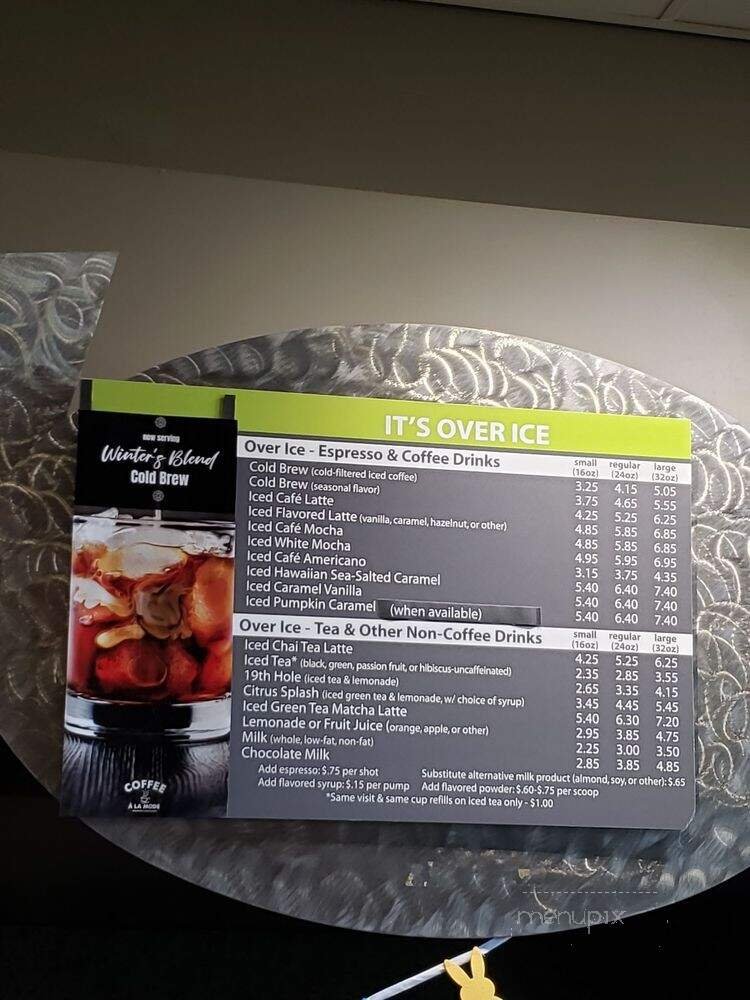 now serving
Winter's Blend
Cold Brew
COFFEE
À LA MODE
IT'S OVER ICE
Over Ice - Espresso & Coffee Drinks small (16oz) regular (24oz) large (32oz)
Cold Brew (cold-filtered iced coffee) 3.25 4.15 5.05
Cold Brew (seasonal flavor) 3.75 4.65 5.55
Iced Café Latte 4.25 5.25 6.25
Iced Flavored Latte (vanilla, caramel, hazelnut, or other) 4.85 5.85 6.85
Iced Café Mocha 4.85 5.85 6.85
Iced White Mocha 4.95 5.95 6.95
Iced Café Americano 3.15 3.75 4.35
Iced Hawaiian Sea-Salted Caramel 5.40 6.40 7.40
Iced Caramel Vanilla 5.40 6.40 7.40
Iced Pumpkin Caramel (when available) 5.40 6.40 7.40
Over Ice - Tea & Other Non-Coffee Drinks small (16oz) regular (24oz) large (32oz)
Iced Chai Tea Latte 4.25 5.25 6.25
Iced Tea* (black, green, passion fruit, or hibiscus-uncaffeinated) 2.35 2.85 3.55
19th Hole (iced tea & lemonade) 2.65 3.35 4.15
Citrus Splash (iced green tea & lemonade, w/ choice of syrup) 3.45 4.45 5.45
Iced Green Tea Matcha Latte 5.40 6.30 7.20
Lemonade or Fruit Juice (orange, apple, or other) 2.95 3.85 4.75
Milk (whole, low-fat, non-fat) 2.25 3.00 3.50
Chocolate Milk 2.85 3.85 4.85
Add espresso: $.75 per shot Substitute alternative milk product (almond, soy, or other): $.65
Add flavored syrup: $.15 per pump Add flavored powder: $.60-$.75 per scoop
*Same visit & same cup refills on iced tea only - $1.00
menupix